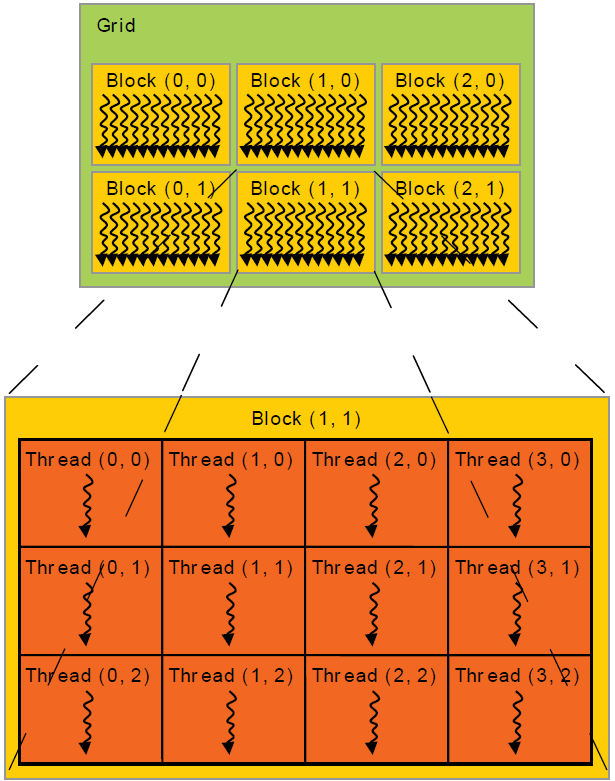 Grid
Block (0, 0) Block (1, 0) Block (2, 0)
Block (0, 1) Block (1, 1) Block (2, 1)
Block (1, 1)
Thread (0, 0) Thread (1, 0) Thread (2, 0) Thread (3, 0)
Thread (0, 1) Thread (1, 1) Thread (2, 1) Thread (3, 1)
Thread (0, 2) Thread (1, 2) Thread (2, 2) Thread (3, 2)